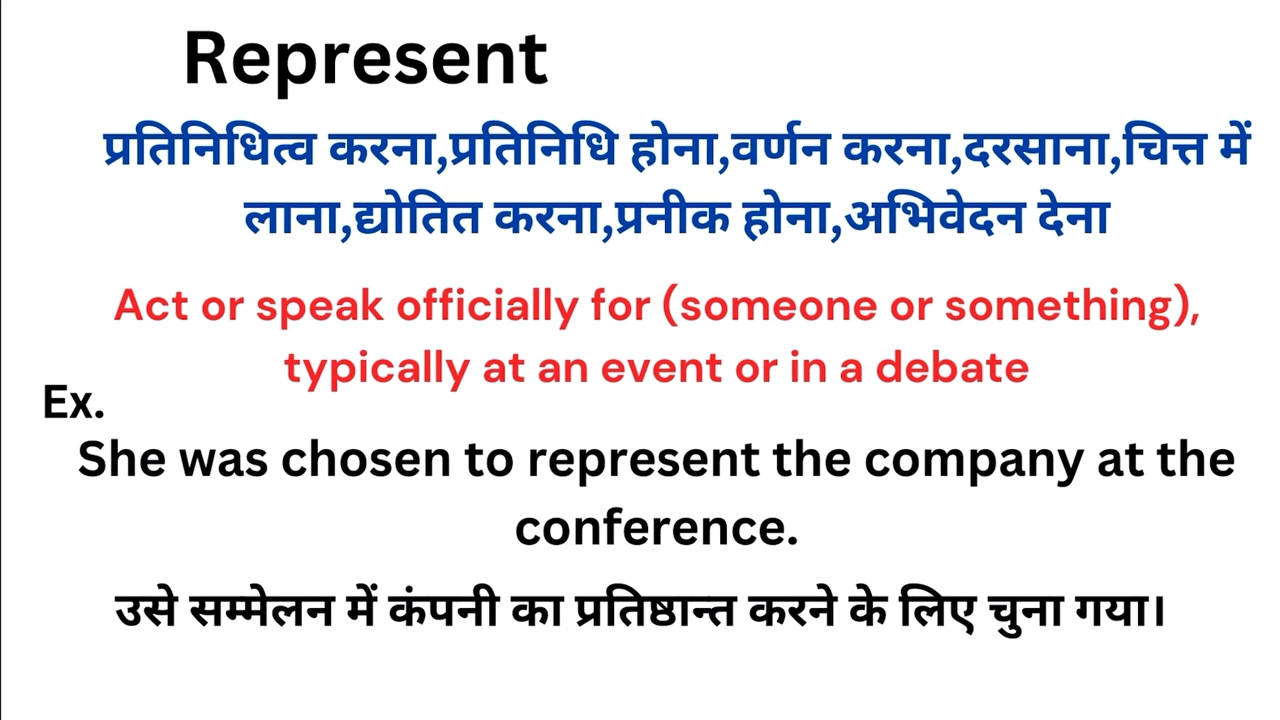 Represent
प्रतिनिधित्व करना,प्रतिनिधि होना,वर्णन करना,दरसाना,चित्त में
लाना,द्योतित करना,प्रनीक होना,अभिवेदन देना
Act or speak officially for (someone or something),
typically at an event or in a debate
Ex.
She was chosen to represent the company at the
conference.
उसे सम्मेलन में कंपनी का प्रतिष्ठान्त करने के लिए चुना गया।